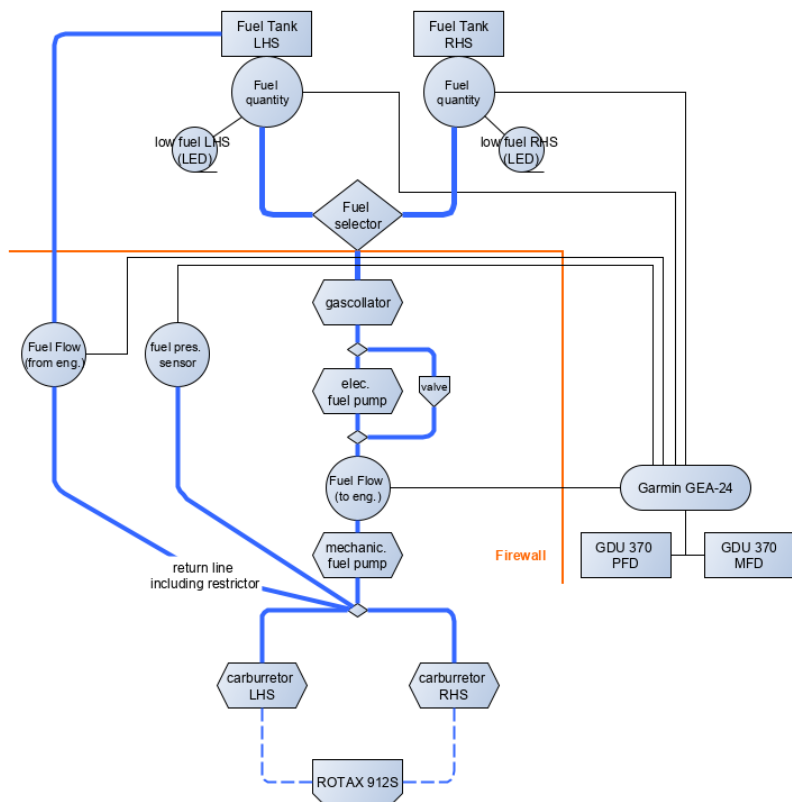 Fuel Tank
LHS
Fuel Tank
RHS
Fuel
quantity
Fuel
quantity
low fuel LHS
(LED)
low fuel RHS
(LED)
Fuel
selector
gascollator
Fuel Flow
(from eng.)
fuel pres.
sensor
elec.
fuel pump
valve
Fuel Flow
(to eng.)
Garmin GEA-24
mechanic.
fuel pump
Firewall
GDU 370
PFD
GDU 370
MFD
return line
including restrictor
carburretor
LHS
carburretor
RHS
ROTAX 912S